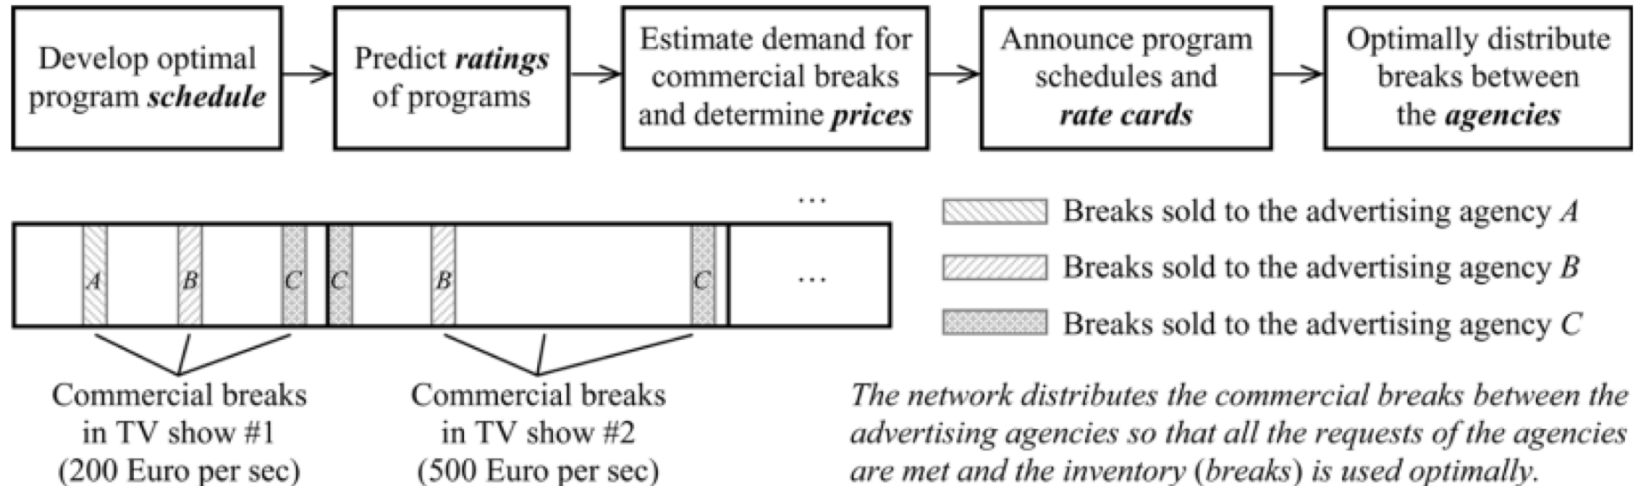 Develop optimal
program schedule
Predict ratings
of programs
Estimate demand for
commercial breaks
and determine prices
Announce program
schedules and
rate cards
Optimally distribute
breaks between
the agencies
...
A
B
C
C
B
C
...
Breaks sold to the advertising agency A
Breaks sold to the advertising agency B
Breaks sold to the advertising agency C
Commercial breaks
in TV show #1
(200 Euro per sec)
Commercial breaks
in TV show #2
(500 Euro per sec)
The network distributes the commercial breaks between the
advertising agencies so that all the requests of the agencies
are met and the inventory (breaks) is used optimally.